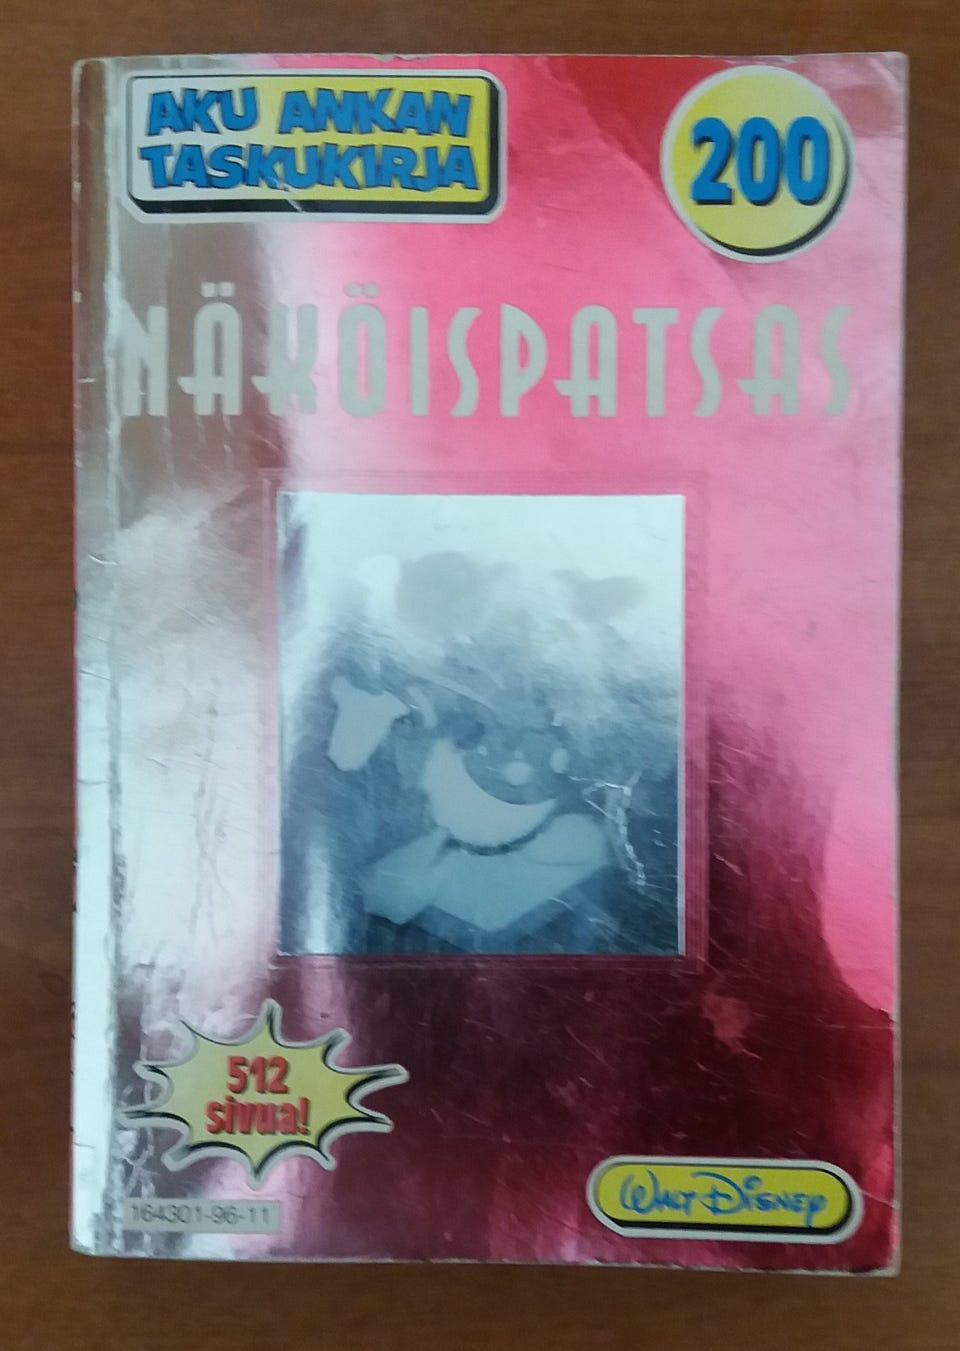 AKU ANKAN
TASKUKIRJA
200
NÄKÖISPATSAS
512
sivua!
164301-96-11
WALT DISNEY